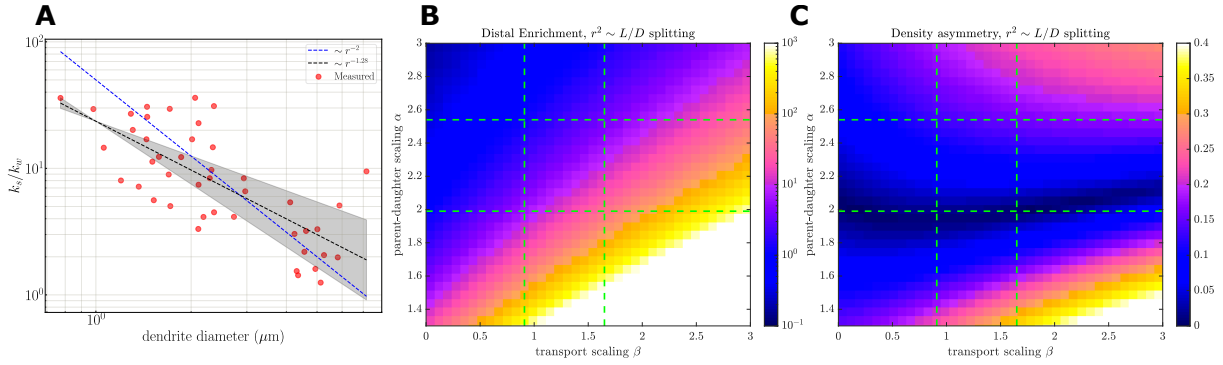 A
10²
10¹
10⁰
k_s/k_w
10⁰
dendrite diameter (μm)
~ r⁻²
~ r⁻¹·²⁸
Measured
B
Distal Enrichment, r² ~ L/D splitting
3
2.8
2.6
2.4
2.2
2
1.8
1.6
1.4
parent-daughter scaling α
0 0.5 1 1.5 2 2.5 3
transport scaling β
10³
10²
10¹
10⁰
10⁻¹
C
Density asymmetry, r² ~ L/D splitting
3
2.8
2.6
2.4
2.2
2
1.8
1.6
1.4
parent-daughter scaling α
0 0.5 1 1.5 2 2.5 3
transport scaling β
0.4
0.35
0.3
0.25
0.2
0.15
0.1
0.05
0